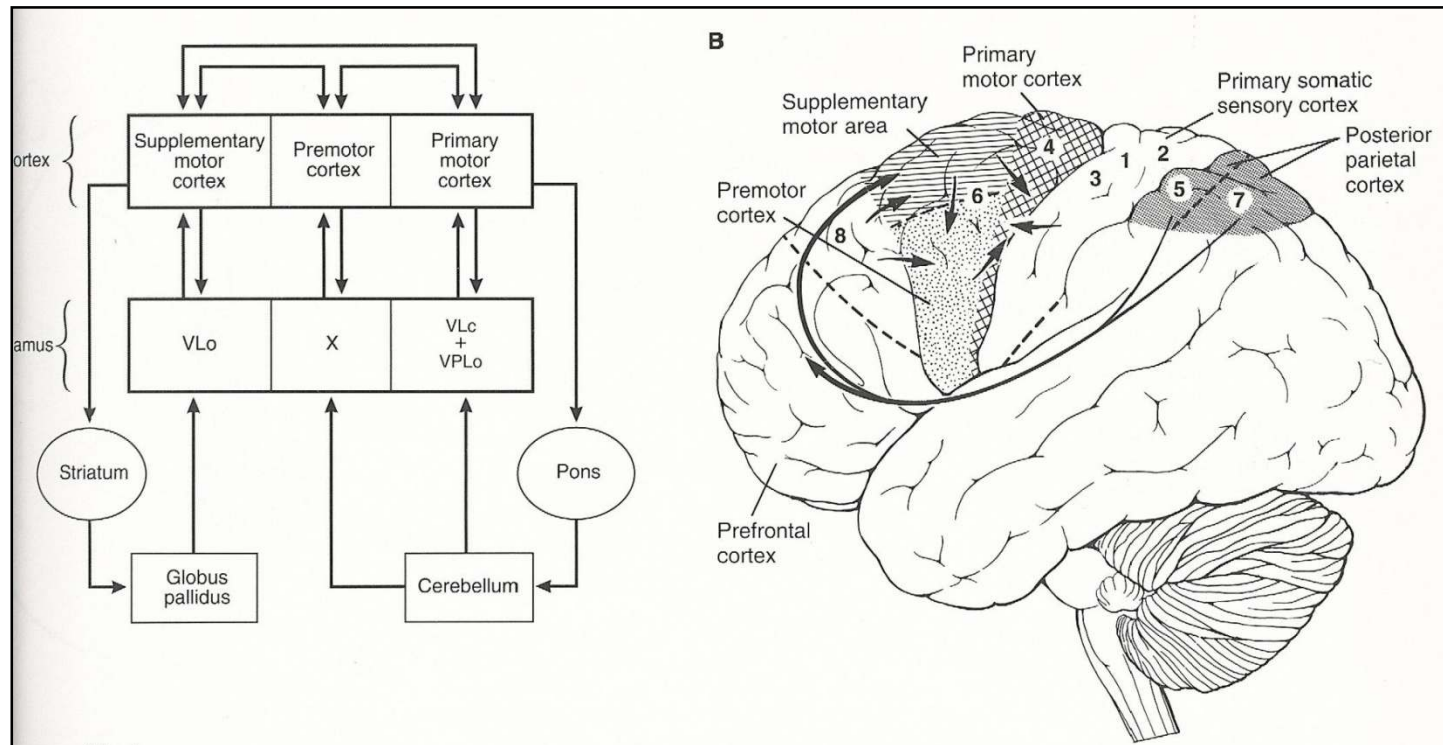 ortex
Supplementary
motor
cortex
Premotor
cortex
Primary
motor
cortex
amus
VLo
X
VLc
+
VPLo
Striatum
Pons
Globus
pallidus
Cerebellum
B
Primary
motor cortex
Supplementary
motor area
Primary somatic
sensory cortex
Posterior
parietal
cortex
Premotor
cortex
Prefrontal
cortex
4
1
2
3
5
7
6
8